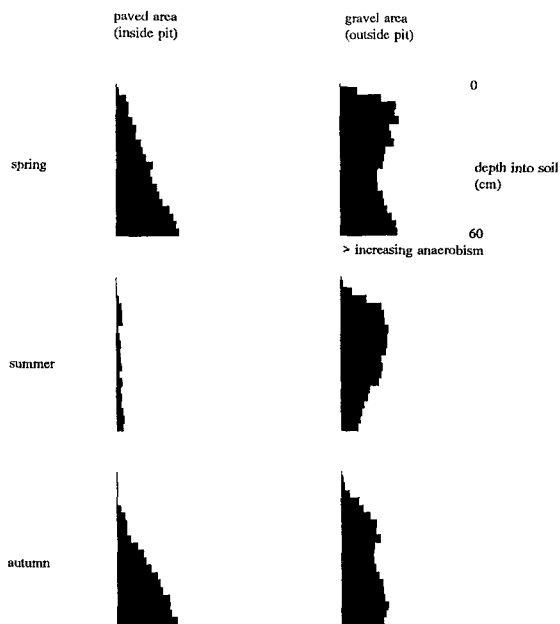 paved area
(inside pit)
gravel area
(outside pit)
0
spring
depth into soil
(cm)
60
> increasing anaerobism
summer
autumn